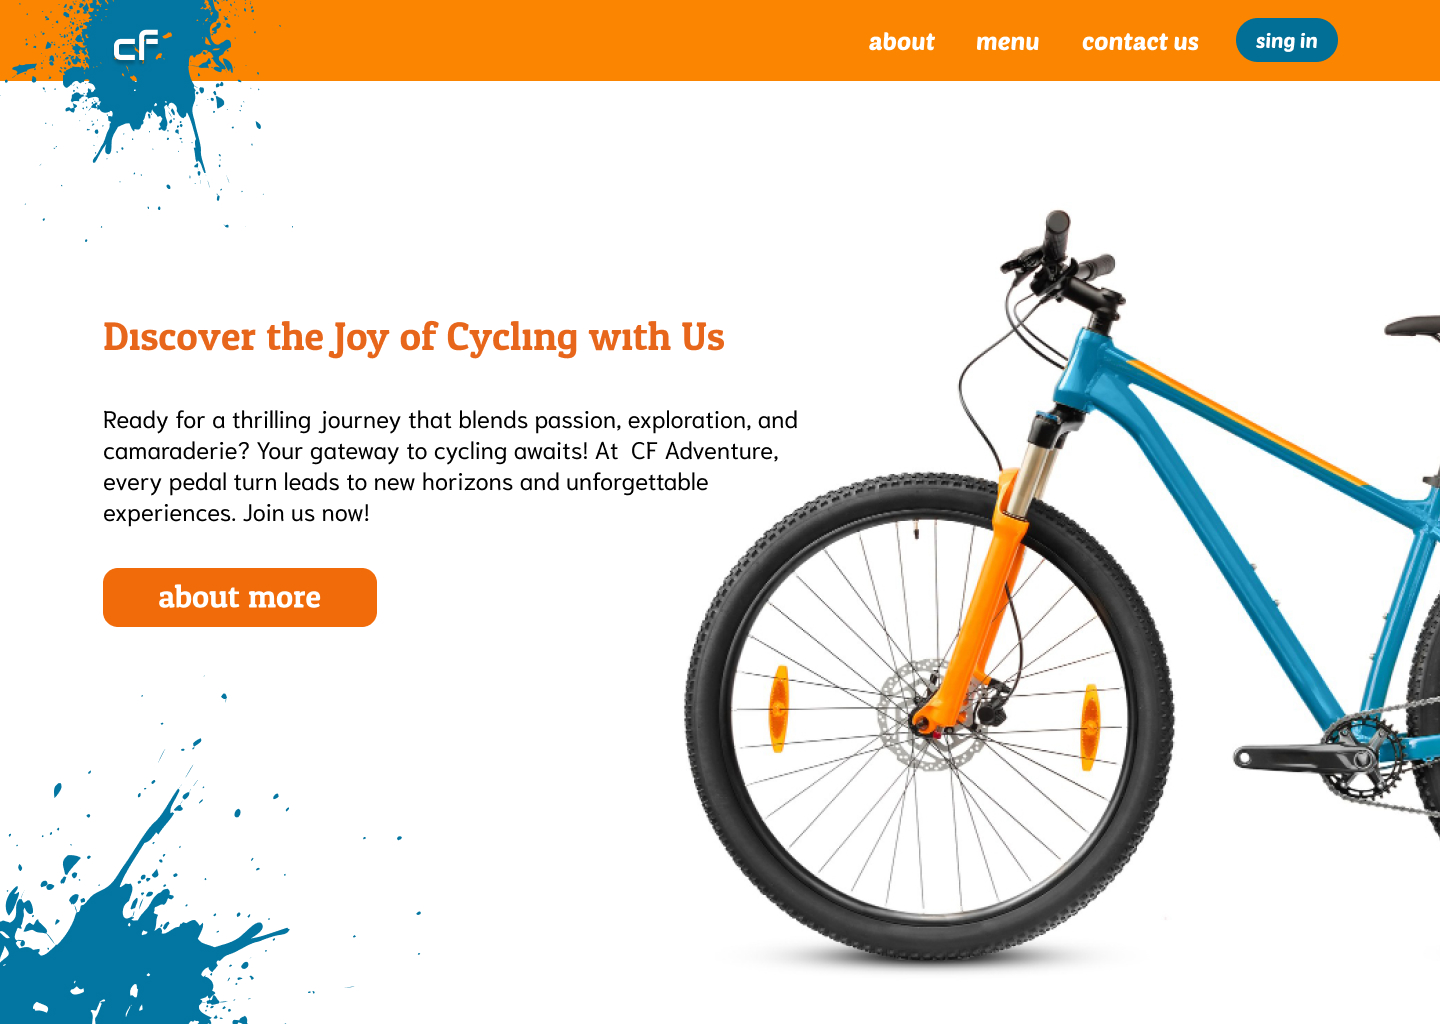 cf
about menu contact us sing in
Discover the Joy of Cycling with Us
Ready for a thrilling journey that blends passion, exploration, and
camaraderie? Your gateway to cycling awaits! At CF Adventure,
every pedal turn leads to new horizons and unforgettable
experiences. Join us now!
about more